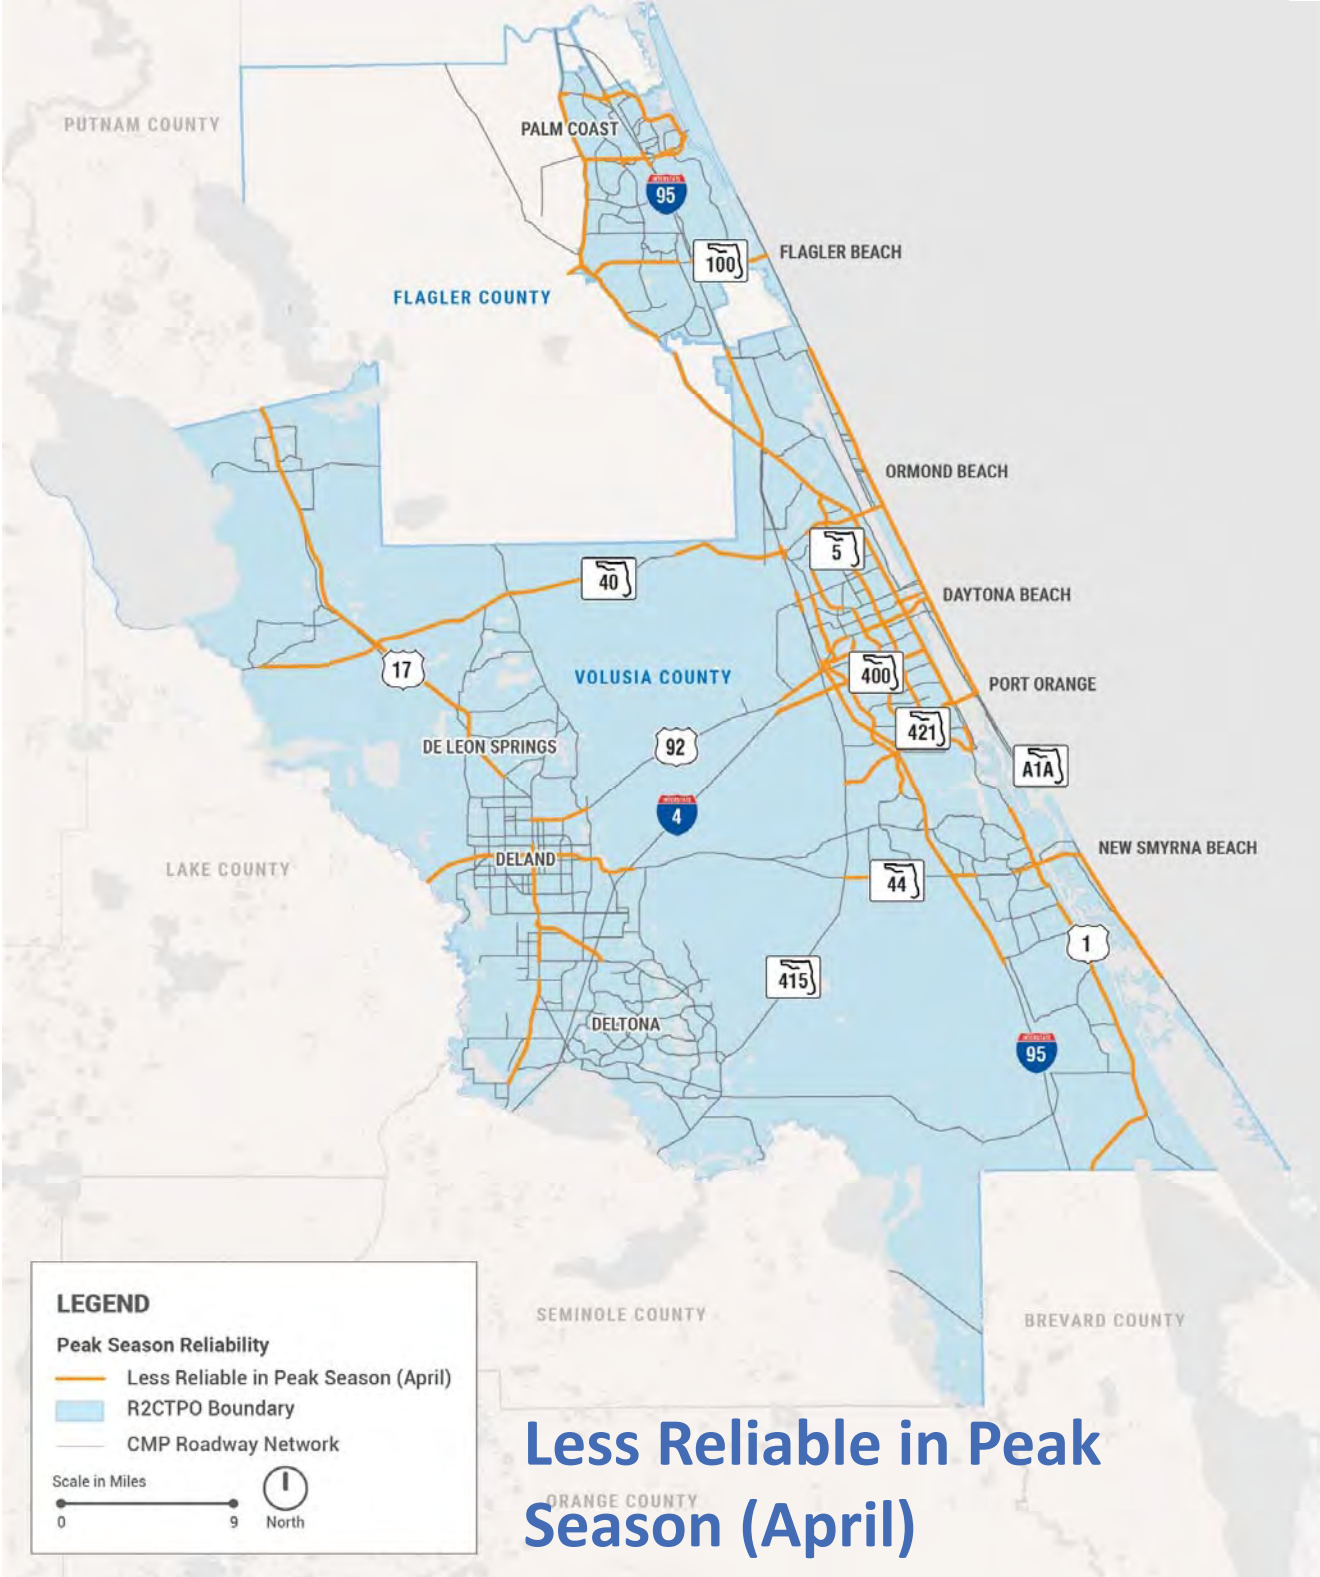 PUTNAM COUNTY
PALM COAST
INTERSTATE
95
100
FLAGLER BEACH
FLAGLER COUNTY
ORMOND BEACH
5
40
DAYTONA BEACH
17
VOLUSIA COUNTY
400
PORT ORANGE
421
DE LEON SPRINGS
92
A1A
INTERSTATE
4
NEW SMYRNA BEACH
DELAND
LAKE COUNTY
44
1
415
DELTONA
INTERSTATE
95
LEGEND
Peak Season Reliability
Less Reliable in Peak Season (April)
R2CTPO Boundary
CMP Roadway Network
Scale in Miles
0 9
North
SEMINOLE COUNTY
BREVARD COUNTY
ORANGE COUNTY
Less Reliable in Peak
Season (April)